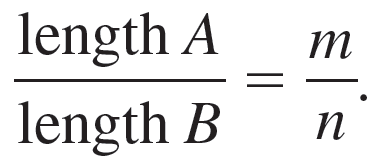 length A / length B = m / n.